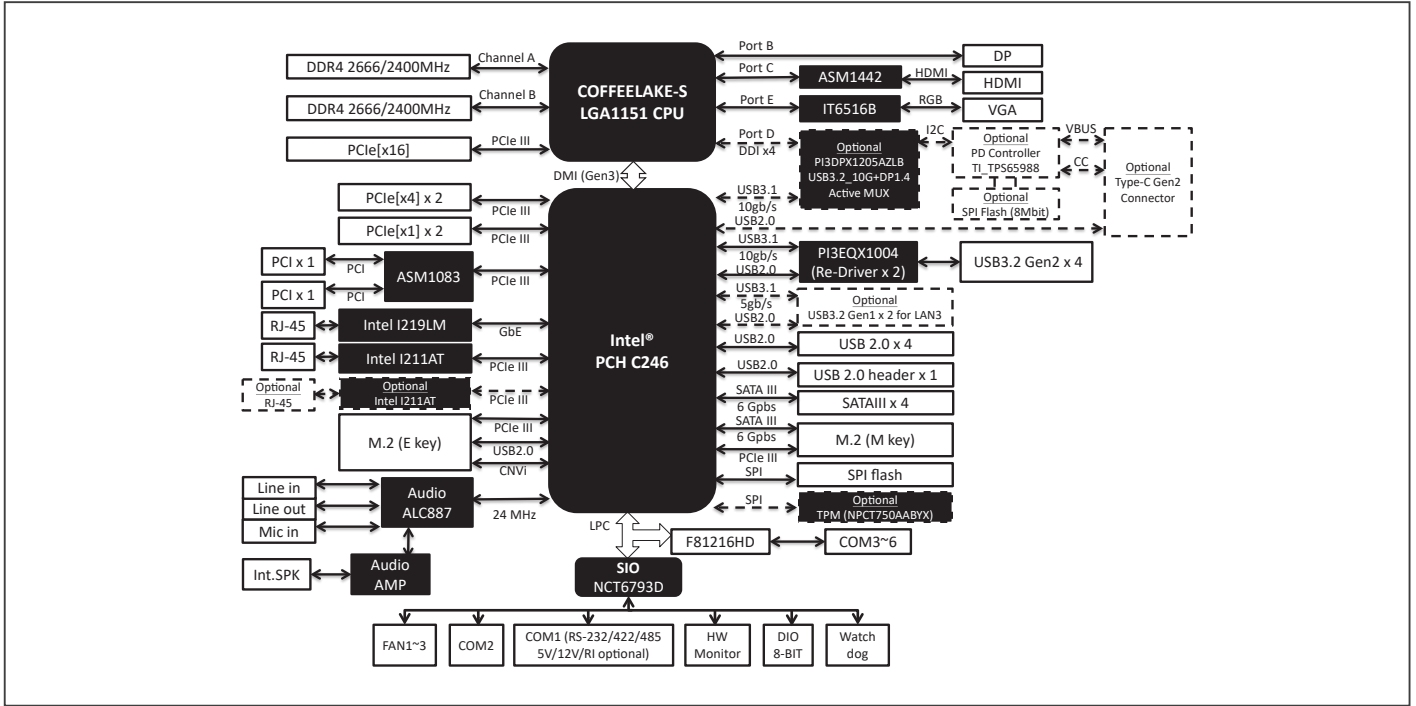 DDR4 2666/2400MHz
Channel A
DDR4 2666/2400MHz
Channel B
PCIe[x16]
PCIe III
COFFEELAKE-S
LGA1151 CPU
Port B
DP
Port C
ASM1442
HDMI
HDMI
Port E
IT6516B
RGB
VGA
Port D
DDI x4
Optional
PI3DPX1205AZLB
USB3.2_10G+DP1.4
Active MUX
I2C
Optional
PD Controller
TI_TPS65988
VBUS
CC
Optional
Type-C Gen2
Connector
Optional
SPI Flash (8Mbit)
DMI (Gen3)
PCIe[x4] x 2
PCIe III
PCIe[x1] x 2
PCIe III
PCI x 1
PCI
PCI x 1
PCI
ASM1083
PCIe III
RJ-45
Intel I219LM
GbE
RJ-45
Intel I211AT
PCIe III
Optional
RJ-45
Optional
Intel I211AT
PCIe III
M.2 (E key)
PCIe III
USB2.0
CNVi
Line in
Line out
Mic in
Audio
ALC887
24 MHz
Int.SPK
Audio
AMP
Intel®
PCH C246
USB3.1
10gb/s
USB2.0
USB3.1
10gb/s
USB2.0
PI3EQX1004
(Re-Driver x 2)
USB3.2 Gen2 x 4
USB3.1
5gb/s
USB2.0
Optional
USB3.2 Gen1 x 2 for LAN3
USB2.0
USB 2.0 x 4
USB2.0
USB 2.0 header x 1
SATA III
6 Gpbs
SATAIII x 4
SATA III
6 Gpbs
PCIe III
M.2 (M key)
SPI
SPI flash
SPI
Optional
TPM (NPCT750AABYX)
LPC
F81216HD
COM3~6
SIO
NCT6793D
FAN1~3
COM2
COM1 (RS-232/422/485
5V/12V/RI optional)
HW
Monitor
DIO
8-BIT
Watch
dog